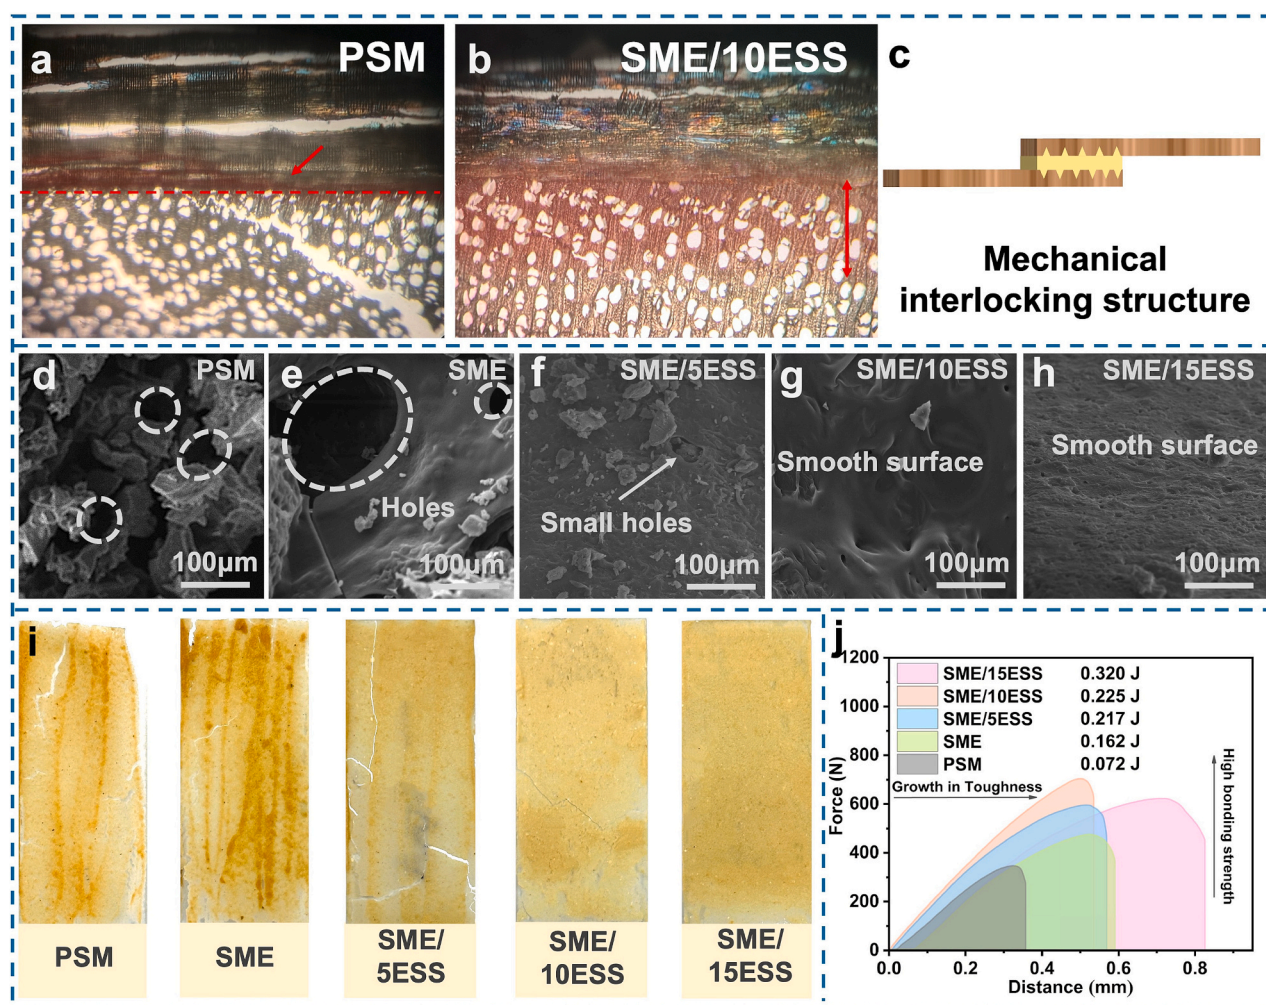 a
PSM
b
SME/10ESS
c
Mechanical
interlocking structure
d
PSM
100μm
e
SME
Holes
100μm
f
SME/5ESS
Small holes
100μm
g
SME/10ESS
Smooth surface
100μm
h
SME/15ESS
Smooth surface
100μm
i
PSM
SME
SME/
5ESS
SME/
10ESS
SME/
15ESS
j
1200
1000
800
600
400
200
0
Force (N)
SME/15ESS 0.320 J
SME/10ESS 0.225 J
SME/5ESS 0.217 J
SME 0.162 J
PSM 0.072 J
Growth in Toughness
High bonding strength
0.0 0.2 0.4 0.6 0.8
Distance (mm)